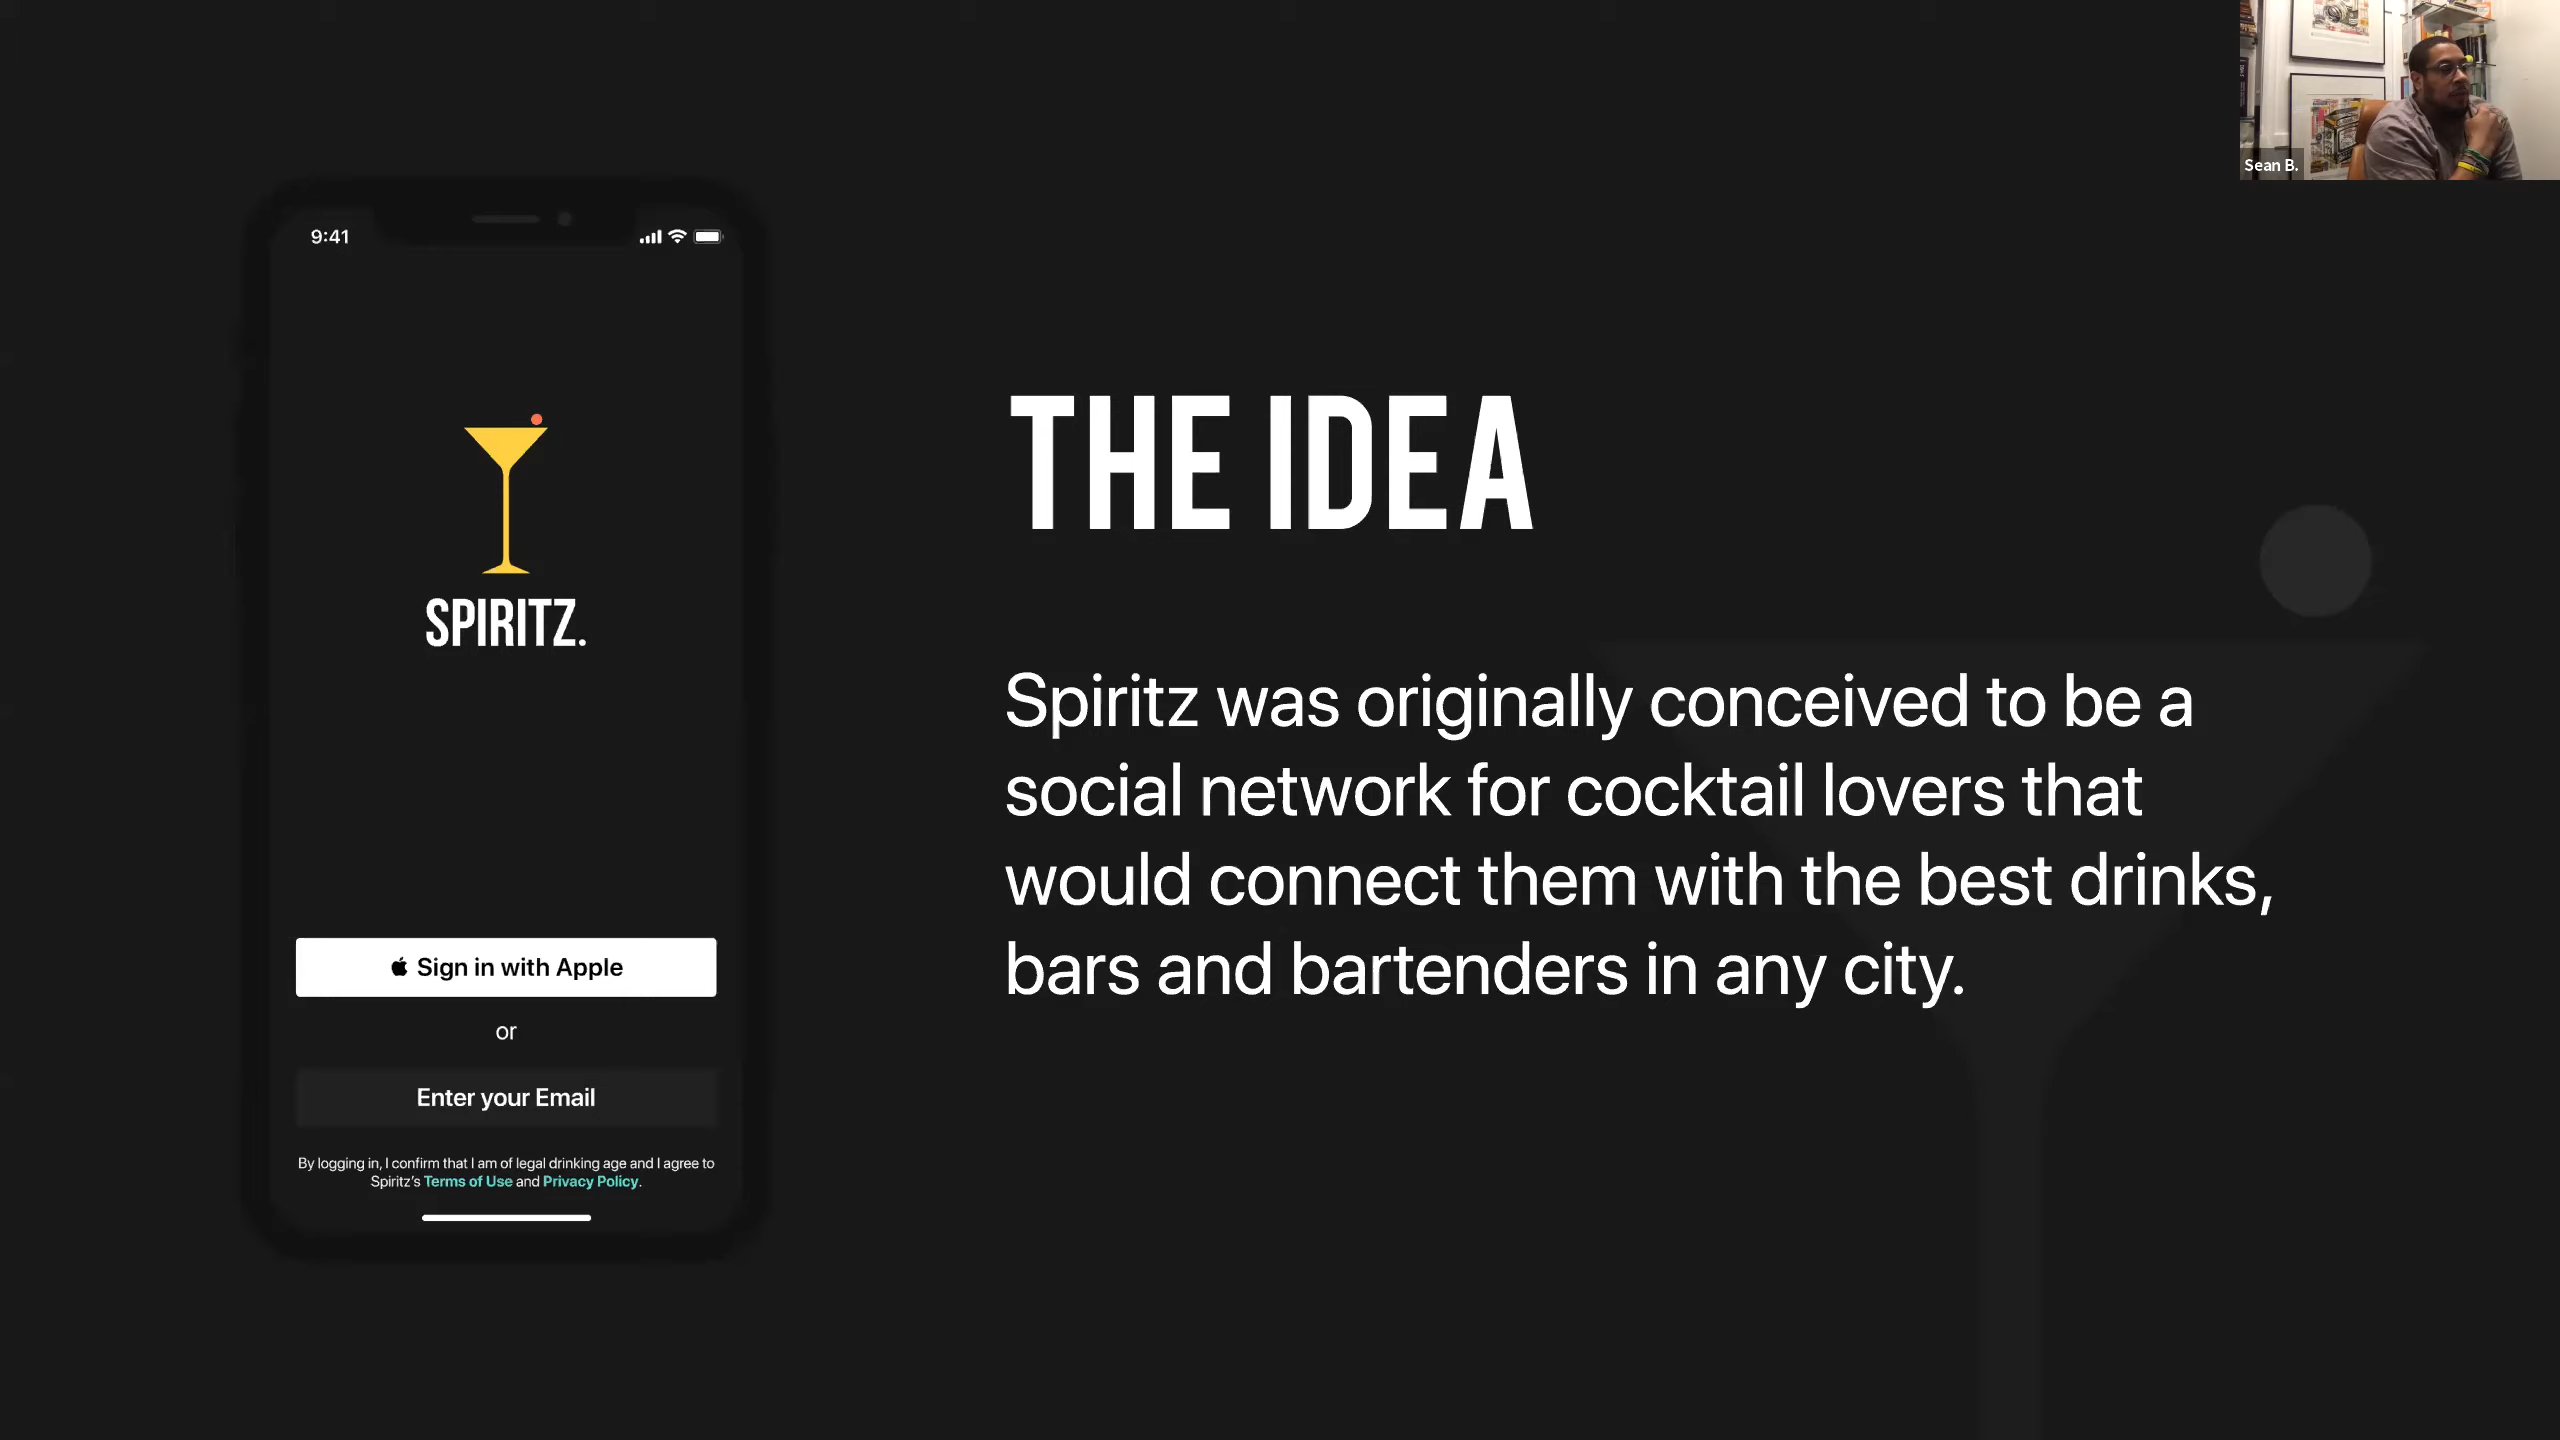 Sean B.
9:41
SPIRITZ.
Sign in with Apple
or
Enter your Email
By logging in, I confirm that I am of legal drinking age and I agree to
Spiritz’s Terms of Use and Privacy Policy.
THE IDEA
Spiritz was originally conceived to be a
social network for cocktail lovers that
would connect them with the best drinks,
bars and bartenders in any city.